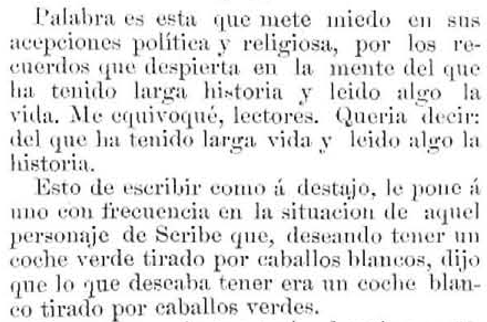 Palabra es esta que mete miedo en sus
acepciones política y religiosa, por los re-
cuerdos que despierta en la mente del que
ha tenido larga historia y leido algo la
vida. Me equivoqué, lectores. Queria decir:
del que ha tenido larga vida y leido algo la
historia.
Esto de escribir como á destajo, le pone á
uno con frecuencia en la situacion de aquel
personaje de Scribe que, deseando tener un
coche verde tirado por caballos blancos, dijo
que lo que deseaba tener era un coche blan-
co tirado por caballos verdes.